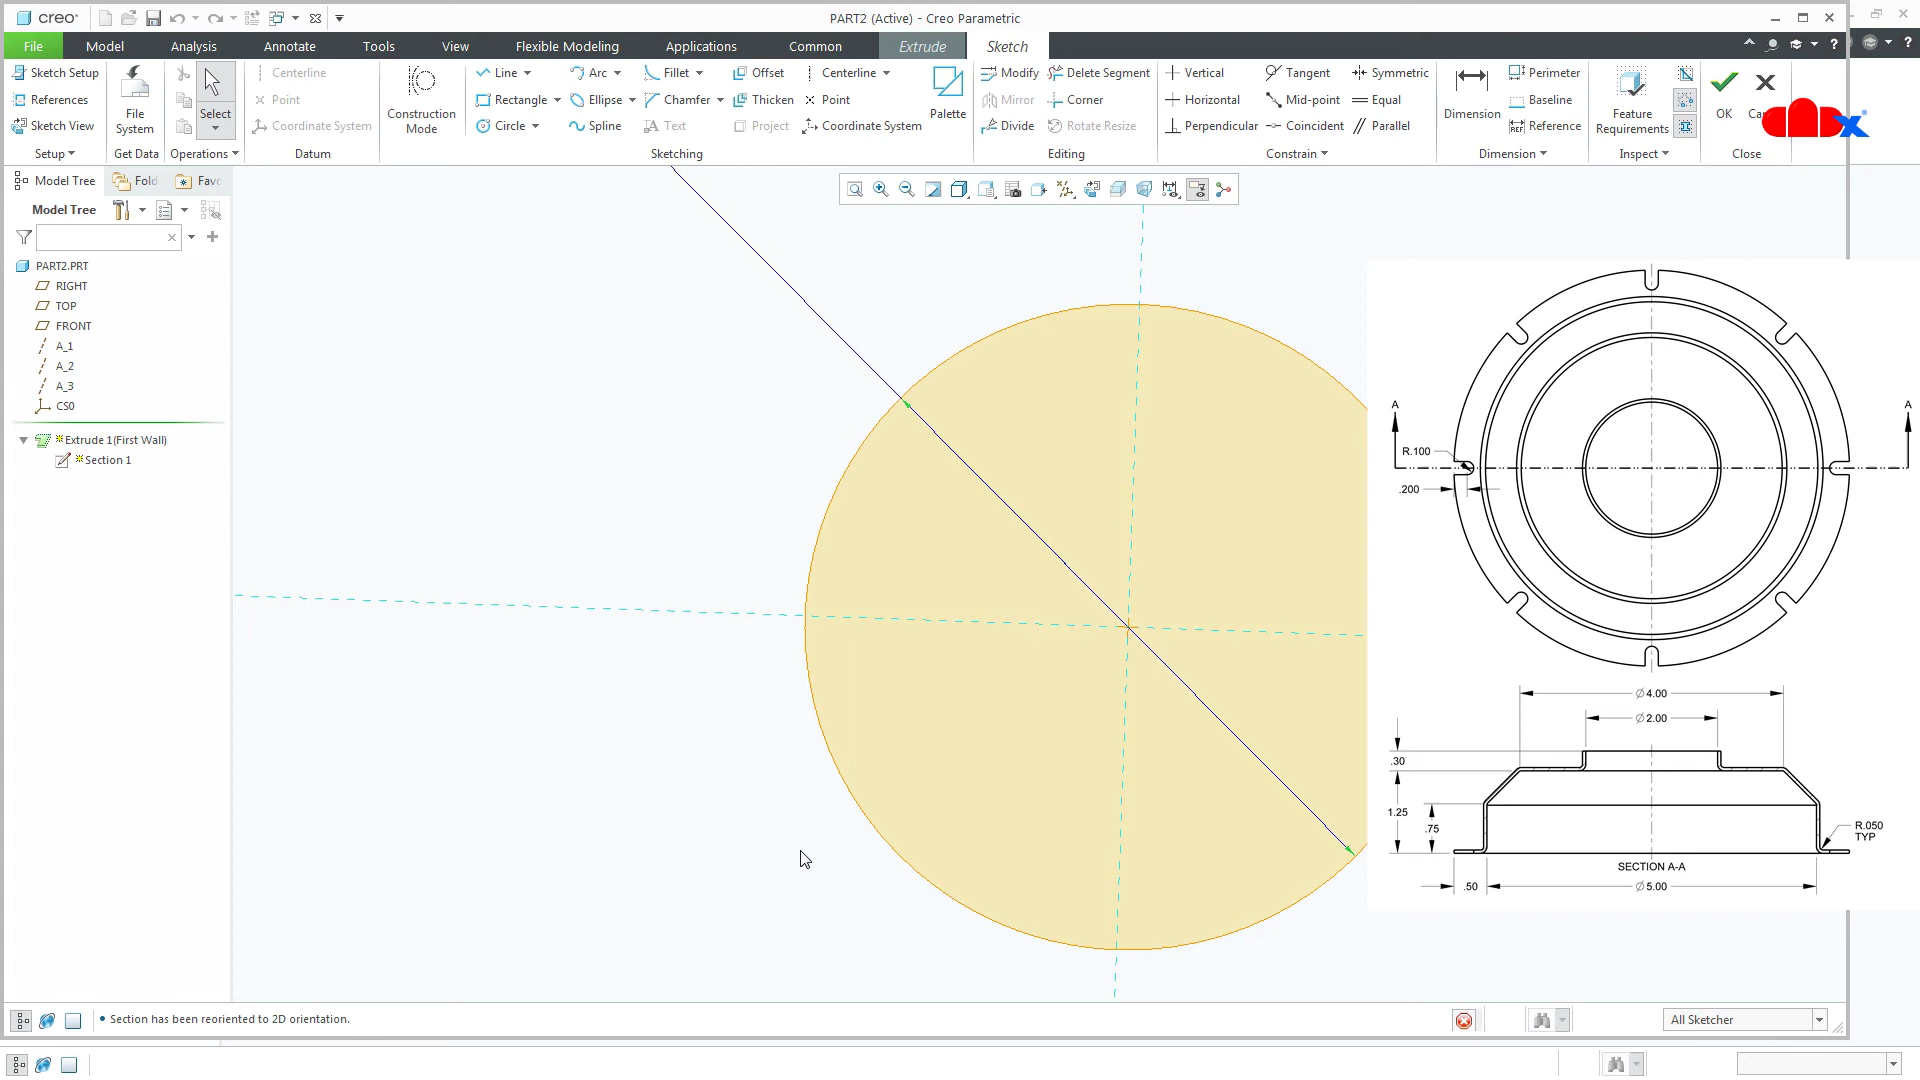 creo
PART2 (Active) - Creo Parametric
File
Model
Analysis
Annotate
Tools
View
Flexible Modeling
Applications
Common
Extrude
Sketch
Sketch Setup
References
Sketch View
Setup
File System
Get Data
Select
Operations
Centerline
Point
Coordinate System
Datum
Construction Mode
Line
Rectangle
Circle
Arc
Ellipse
Spline
Fillet
Chamfer
Text
Offset
Thicken
Project
Centerline
Point
Coordinate System
Palette
Sketching
Modify
Mirror
Divide
Delete Segment
Corner
Rotate Resize
Editing
Vertical
Horizontal
Perpendicular
Tangent
Mid-point
Coincident
Symmetric
Equal
Parallel
Constrain
Dimension
Perimeter
Baseline
Reference
Dimension
Feature Requirements
Inspect
OK
Close
Model Tree
Fold
Fav
Model Tree
PART2.PRT
RIGHT
TOP
FRONT
A_1
A_2
A_3
CS0
Extrude 1(First Wall)
Section 1
A
A
R.100
.200
Ø4.00
Ø2.00
.30
1.25
.75
R.050
TYP
SECTION A-A
.50
Ø5.00
Section has been reoriented to 2D orientation.
All Sketcher